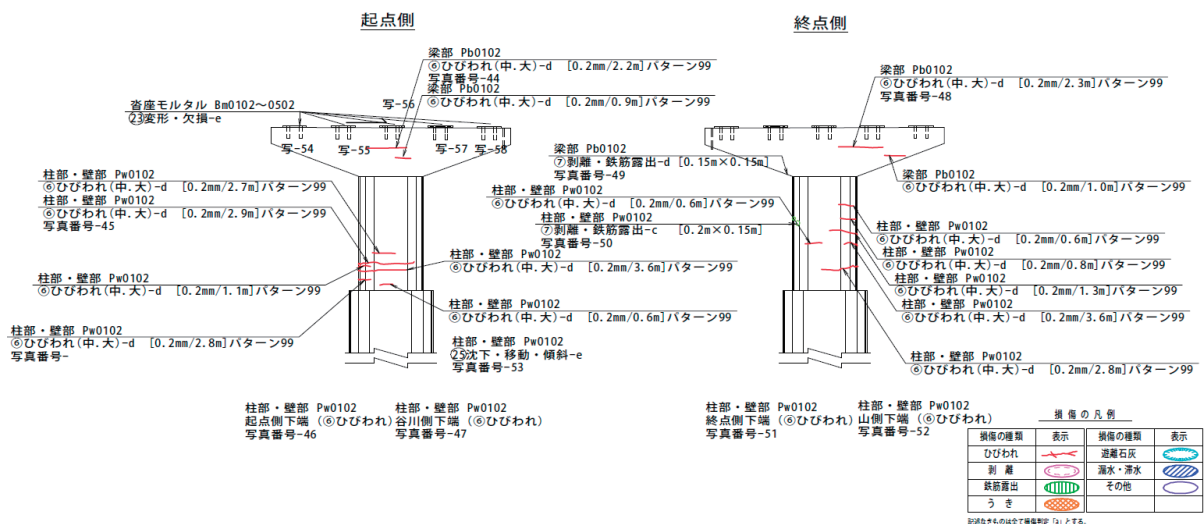 起点側
梁部 Pb0102
⑥ひびわれ(中.大)-d [0.2mm/2.2m]パターン99
写真番号-44
梁部 Pb0102
⑥ひびわれ(中.大)-d [0.2mm/0.9m]パターン99
沓座モルタル Bm0102～0502
㉓変形・欠損-e
写-56
写-54
写-55
写-57
写-58
柱部・壁部 Pw0102
⑥ひびわれ(中.大)-d [0.2mm/2.7m]パターン99
柱部・壁部 Pw0102
⑥ひびわれ(中.大)-d [0.2mm/2.9m]パターン99
写真番号-45
柱部・壁部 Pw0102
⑥ひびわれ(中.大)-d [0.2mm/3.6m]パターン99
柱部・壁部 Pw0102
⑥ひびわれ(中.大)-d [0.2mm/1.1m]パターン99
柱部・壁部 Pw0102
⑥ひびわれ(中.大)-d [0.2mm/0.6m]パターン99
柱部・壁部 Pw0102
⑥ひびわれ(中.大)-d [0.2mm/2.8m]パターン99
写真番号-
柱部・壁部 Pw0102
㉕沈下・移動・傾斜-e
写真番号-53
柱部・壁部 Pw0102
起点側下端 (⑥ひびわれ)
写真番号-46
柱部・壁部 Pw0102
谷川側下端 (⑥ひびわれ)
写真番号-47
終点側
梁部 Pb0102
⑥ひびわれ(中.大)-d [0.2mm/2.3m]パターン99
写真番号-48
梁部 Pb0102
⑦剥離・鉄筋露出-d [0.15m×0.15m]
写真番号-49
梁部 Pb0102
⑥ひびわれ(中.大)-d [0.2mm/1.0m]パターン99
柱部・壁部 Pw0102
⑥ひびわれ(中.大)-d [0.2mm/0.6m]パターン99
柱部・壁部 Pw0102
⑦剥離・鉄筋露出-c [0.2m×0.15m]
写真番号-50
柱部・壁部 Pw0102
⑥ひびわれ(中.大)-d [0.2mm/0.6m]パターン99
柱部・壁部 Pw0102
⑥ひびわれ(中.大)-d [0.2mm/0.8m]パターン99
柱部・壁部 Pw0102
⑥ひびわれ(中.大)-d [0.2mm/1.3m]パターン99
柱部・壁部 Pw0102
⑥ひびわれ(中.大)-d [0.2mm/3.6m]パターン99
柱部・壁部 Pw0102
⑥ひびわれ(中.大)-d [0.2mm/2.8m]パターン99
柱部・壁部 Pw0102
終点側下端 (⑥ひびわれ)
写真番号-51
柱部・壁部 Pw0102
山側下端 (⑥ひびわれ)
写真番号-52
損傷の凡例
損傷の種類 表示 損傷の種類 表示
ひびわれ 遊離石灰
剥離 漏水・滞水
鉄筋露出 その他
うき
記述なきものは全て損傷判定「a」とする。